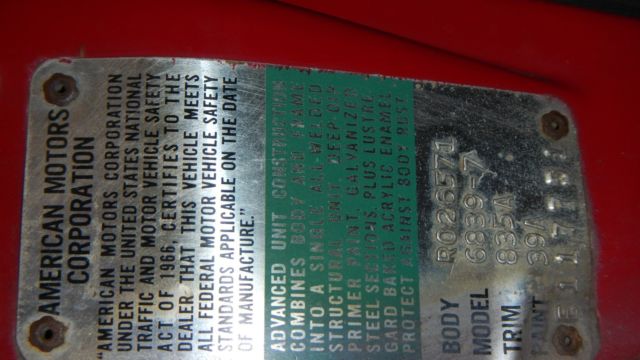 AMERICAN MOTORS
CORPORATION
"AMERICAN MOTORS CORPORATION
UNDER THE UNITED STATES NATIONAL
TRAFFIC AND MOTOR VEHICLE SAFETY
ACT OF 1966, CERTIFIES TO THE
DEALER THAT THIS VEHICLE MEETS
ALL FEDERAL MOTOR VEHICLE SAFETY
STANDARDS APPLICABLE ON THE DATE
OF MANUFACTURE."
ADVANCED UNIT CONSTRUCTION
COMBINES BODY AND FRAME
INTO A SINGLE ALL-WELDED
STRUCTURAL UNIT. DEEP DIP
PRIMER PAINT, GALVANIZED
STEEL SECTIONS, PLUS LUSTRE
GARD BAKED ACRYLIC ENAMEL
PROTECT AGAINST BODY RUST
BODY R026571
MODEL 6839-7
TRIM 835A
PAINT 39A